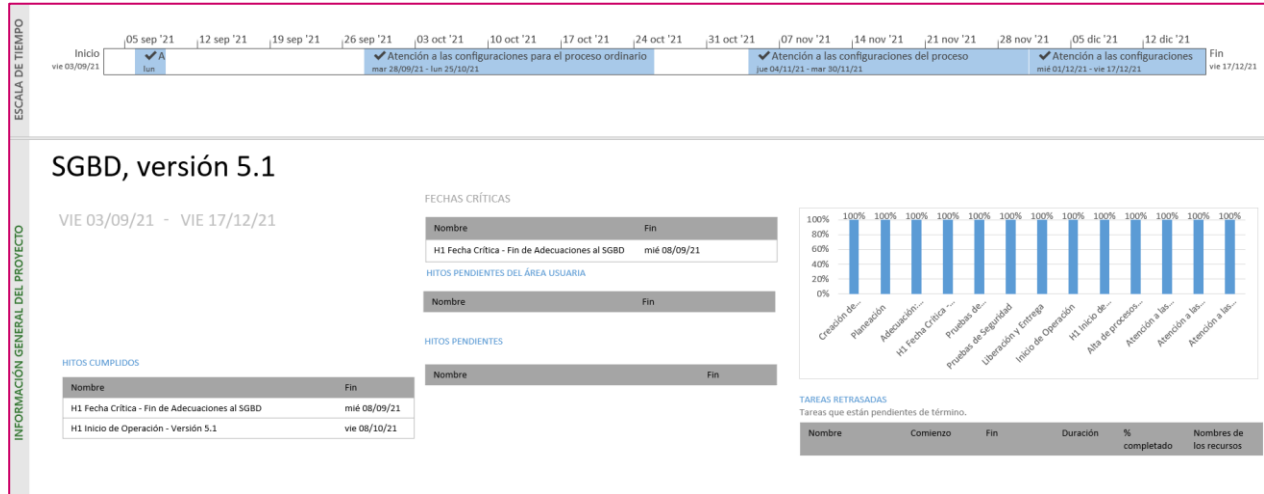 ESCALA DE TIEMPO
05 sep '21 12 sep '21 19 sep '21 26 sep '21 03 oct '21 10 oct '21 17 oct '21 24 oct '21 31 oct '21 07 nov '21 14 nov '21 21 nov '21 28 nov '21 05 dic '21 12 dic '21
Inicio
vie 03/09/21
✔A
lun
✔Atención a las configuraciones para el proceso ordinario
mar 28/09/21 - lun 25/10/21
✔Atención a las configuraciones del proceso
jue 04/11/21 - mar 30/11/21
✔Atención a las configuraciones
mié 01/12/21 - vie 17/12/21
Fin
vie 17/12/21
INFORMACIÓN GENERAL DEL PROYECTO
SGBD, versión 5.1
VIE 03/09/21 - VIE 17/12/21
HITOS CUMPLIDOS
Nombre Fin
H1 Fecha Crítica - Fin de Adecuaciones al SGBD mié 08/09/21
H1 Inicio de Operación - Versión 5.1 vie 08/10/21
FECHAS CRÍTICAS
Nombre Fin
H1 Fecha Crítica - Fin de Adecuaciones al SGBD mié 08/09/21
HITOS PENDIENTES DEL ÁREA USUARIA
Nombre Fin
HITOS PENDIENTES
Nombre Fin
100% 100% 100% 100% 100% 100% 100% 100% 100% 100% 100% 100% 100%
100%
80%
60%
40%
20%
0%
Creación de...
Planeación
Adecuación:...
H1 Fecha Crítica -...
Pruebas de...
Pruebas de Seguridad
Liberación y Entrega
Inicio de Operación
H1 Inicio de...
Alta de procesos...
Atención a las...
Atención a las...
Atención a las...
TAREAS RETRASADAS
Tareas que están pendientes de término.
Nombre Comienzo Fin Duración % completado Nombres de los recursos